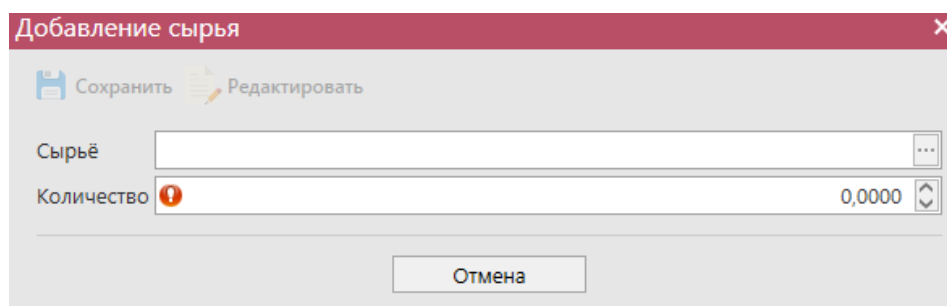 Добавление сырья
Сохранить Редактировать
Сырьё ...
Количество 0,0000
Отмена